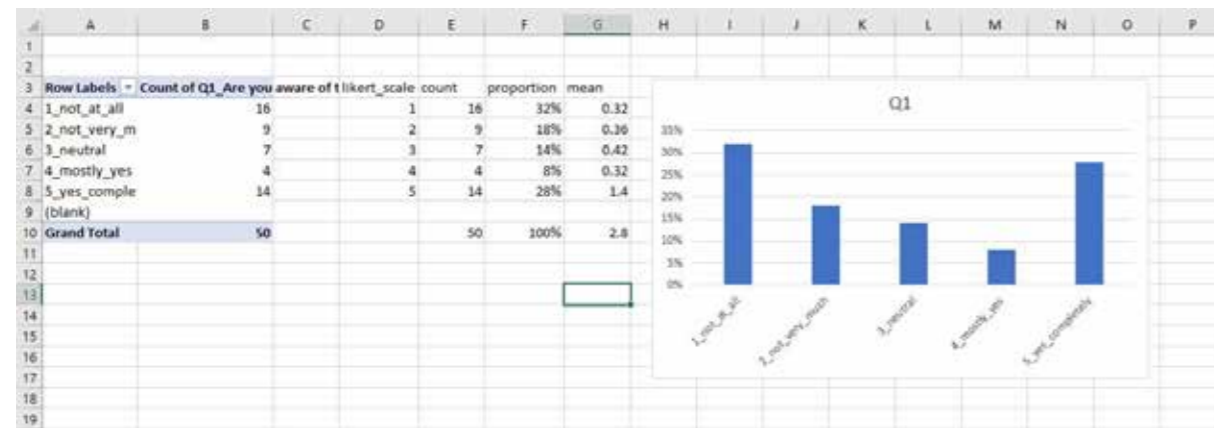 A B C D E F G H I J K L M N O P
1
2
3 Row Labels Count of Q1_Are you aware of t likert_scale count proportion mean
4 1_not_at_all 16 1 16 32% 0.32
5 2_not_very_m 9 2 9 18% 0.36
6 3_neutral 7 3 7 14% 0.42
7 4_mostly_yes 4 4 4 8% 0.32
8 5_yes_comple 14 5 14 28% 1.4
9 (blank)
10 Grand Total 50 50 100% 2.8
11
12
13
14
15
16
17
18
19
Q1
35%
30%
25%
20%
15%
10%
5%
0%
1_not_at_all
2_not_very_much
3_neutral
4_mostly_yes
5_yes_completely